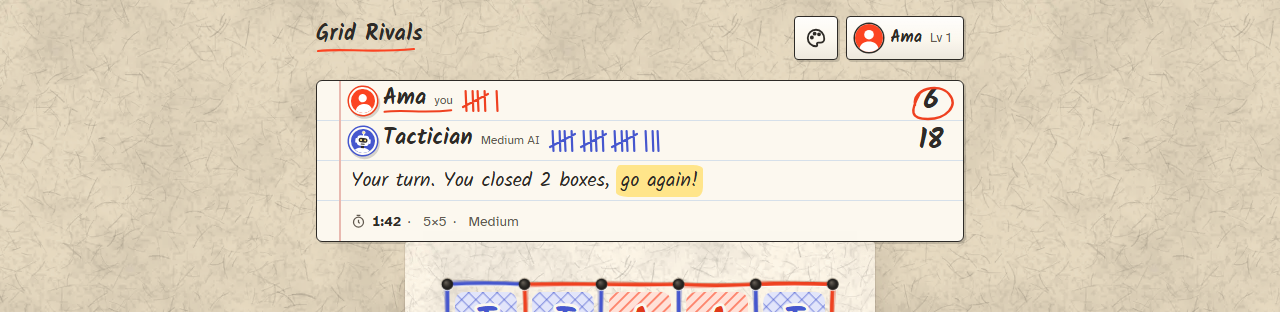 Grid Rivals
Ama Lv 1
Ama you 6
Tactician Medium AI 18
Your turn. You closed 2 boxes, go again!
1:42 · 5×5 · Medium